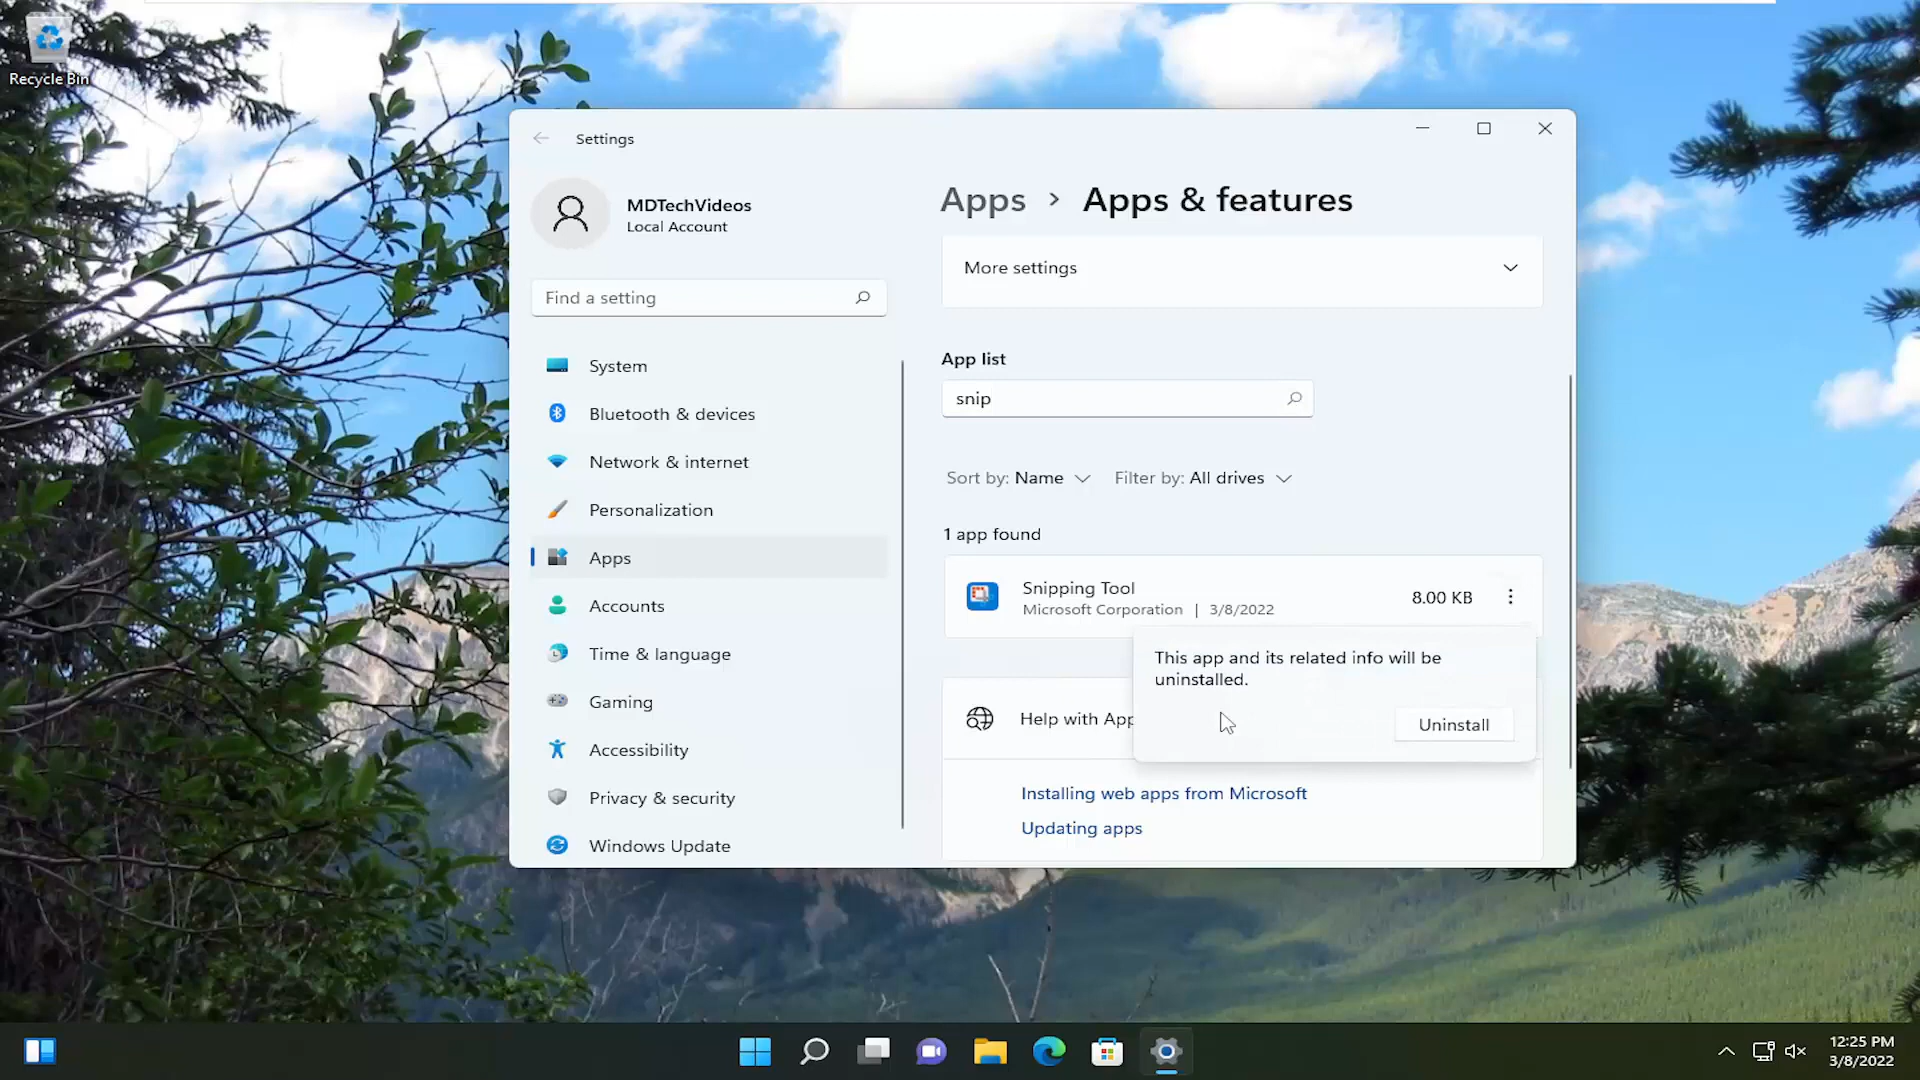 Recycle Bin
Settings
MDTechVideos
Local Account
Find a setting
System
Bluetooth & devices
Network & internet
Personalization
Apps
Accounts
Time & language
Gaming
Accessibility
Privacy & security
Windows Update
Apps > Apps & features
More settings
App list
snip
Sort by: Name Filter by: All drives
1 app found
Snipping Tool
Microsoft Corporation | 3/8/2022
8.00 KB
This app and its related info will be
uninstalled.
Uninstall
Help with App
Installing web apps from Microsoft
Updating apps
12:25 PM
3/8/2022